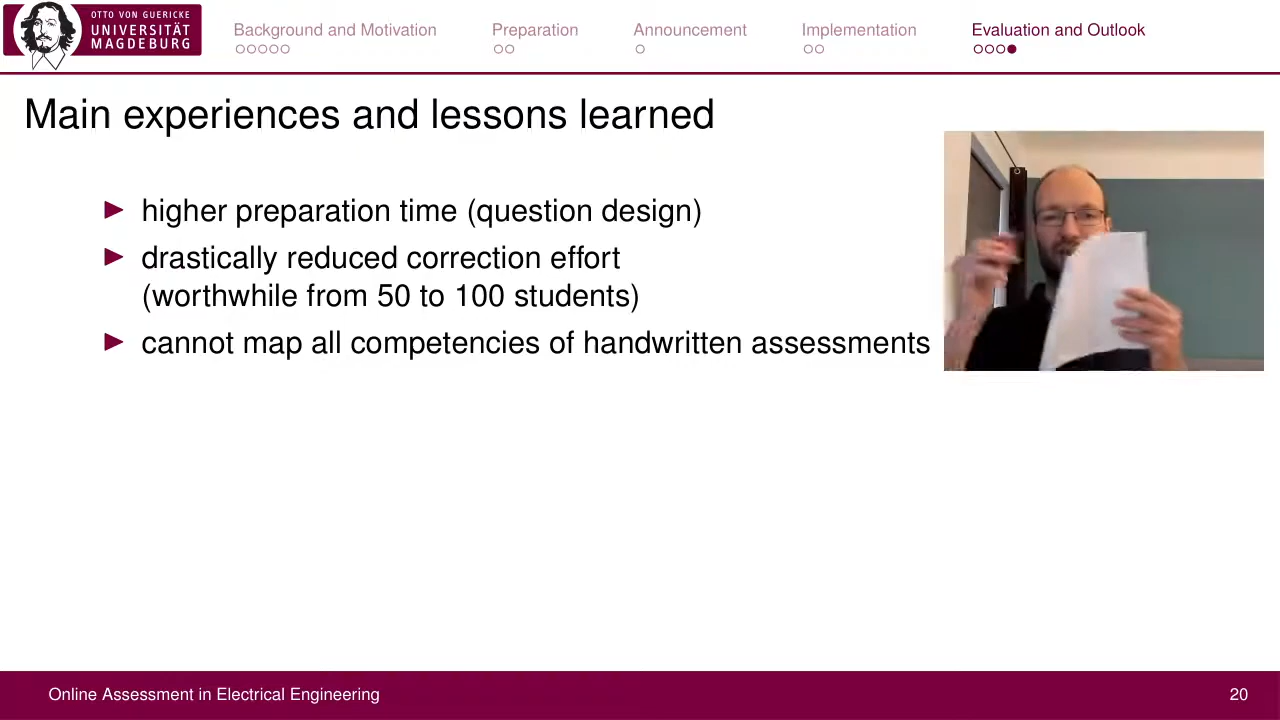 OTTO VON GUERICKE
UNIVERSITÄT
MAGDEBURG
Background and Motivation
Preparation
Announcement
Implementation
Evaluation and Outlook
Main experiences and lessons learned
higher preparation time (question design)
drastically reduced correction effort
(worthwhile from 50 to 100 students)
cannot map all competencies of handwritten assessments
Online Assessment in Electrical Engineering
20